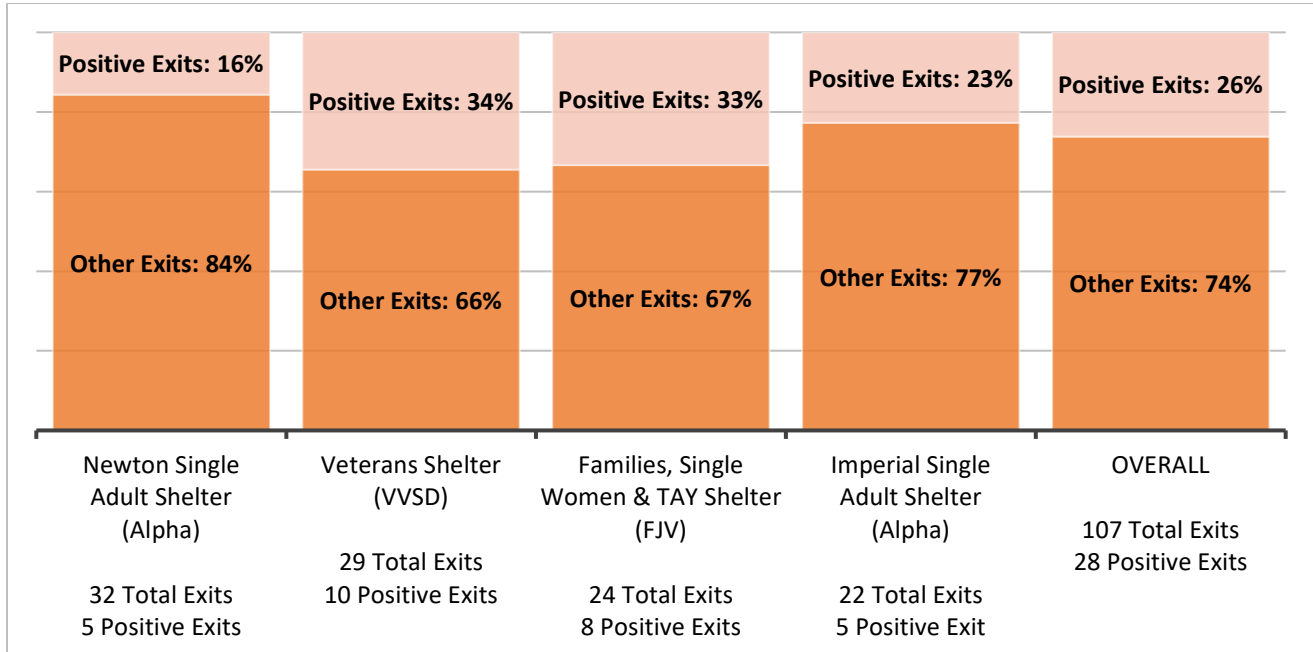 Positive Exits: 16%
Positive Exits: 34%
Positive Exits: 33%
Positive Exits: 23%
Positive Exits: 26%
Other Exits: 84%
Other Exits: 66%
Other Exits: 67%
Other Exits: 77%
Other Exits: 74%
Newton Single
Adult Shelter
(Alpha)
32 Total Exits
5 Positive Exits
Veterans Shelter
(VVSD)
29 Total Exits
10 Positive Exits
Families, Single
Women & TAY Shelter
(FJV)
24 Total Exits
8 Positive Exits
Imperial Single
Adult Shelter
(Alpha)
22 Total Exits
5 Positive Exit
OVERALL
107 Total Exits
28 Positive Exits